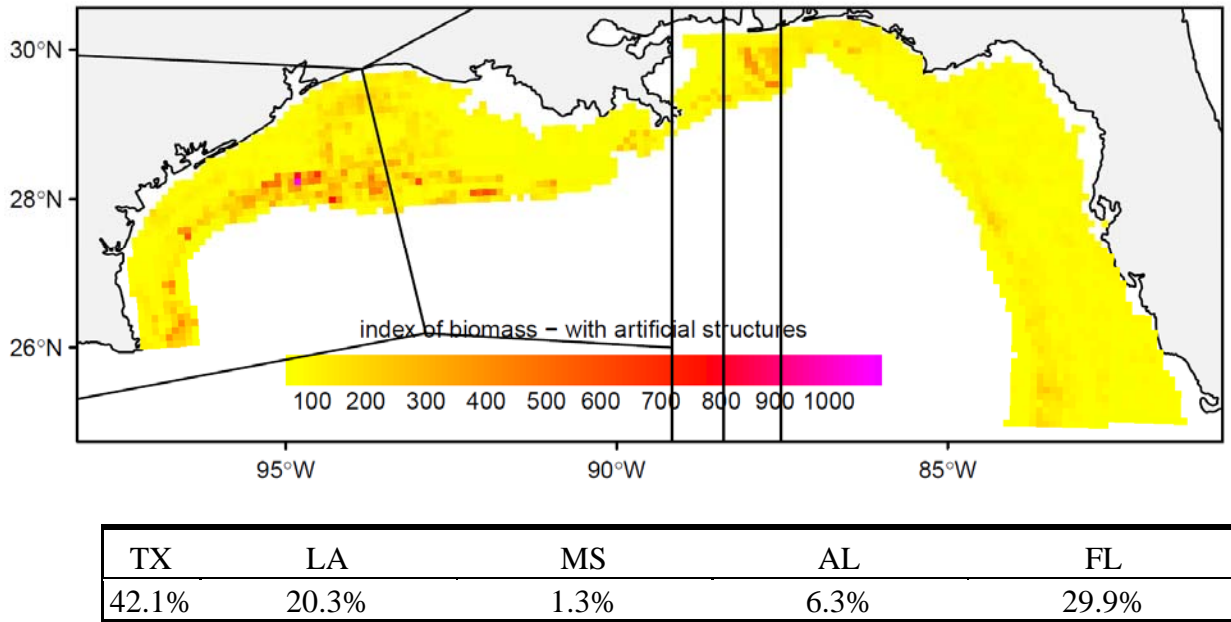 30°N
28°N
26°N
index of biomass − with artificial structures
100 200 300 400 500 600 700 800 900 1000
95°W 90°W 85°W
TX LA MS AL FL
42.1% 20.3% 1.3% 6.3% 29.9%